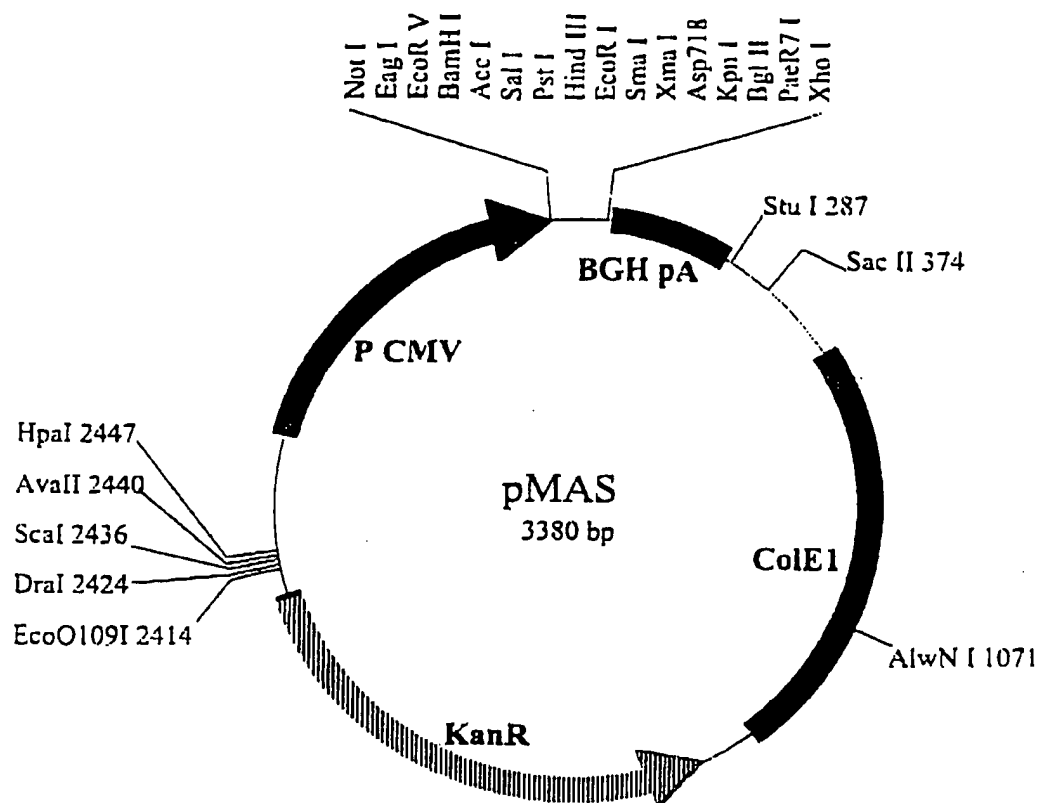 Not I
Eag I
EcoR V
BamH I
Acc I
Sal I
Pst I
Hind III
EcoR I
Sma I
Xma I
Asp718
Kpn I
Bgl II
PaeR7 I
Xho I
Stu I 287
Sac II 374
BGH pA
P CMV
HpaI 2447
AvaII 2440
ScaI 2436
DraI 2424
EcoO109I 2414
pMAS
3380 bp
ColE1
AlwN I 1071
KanR